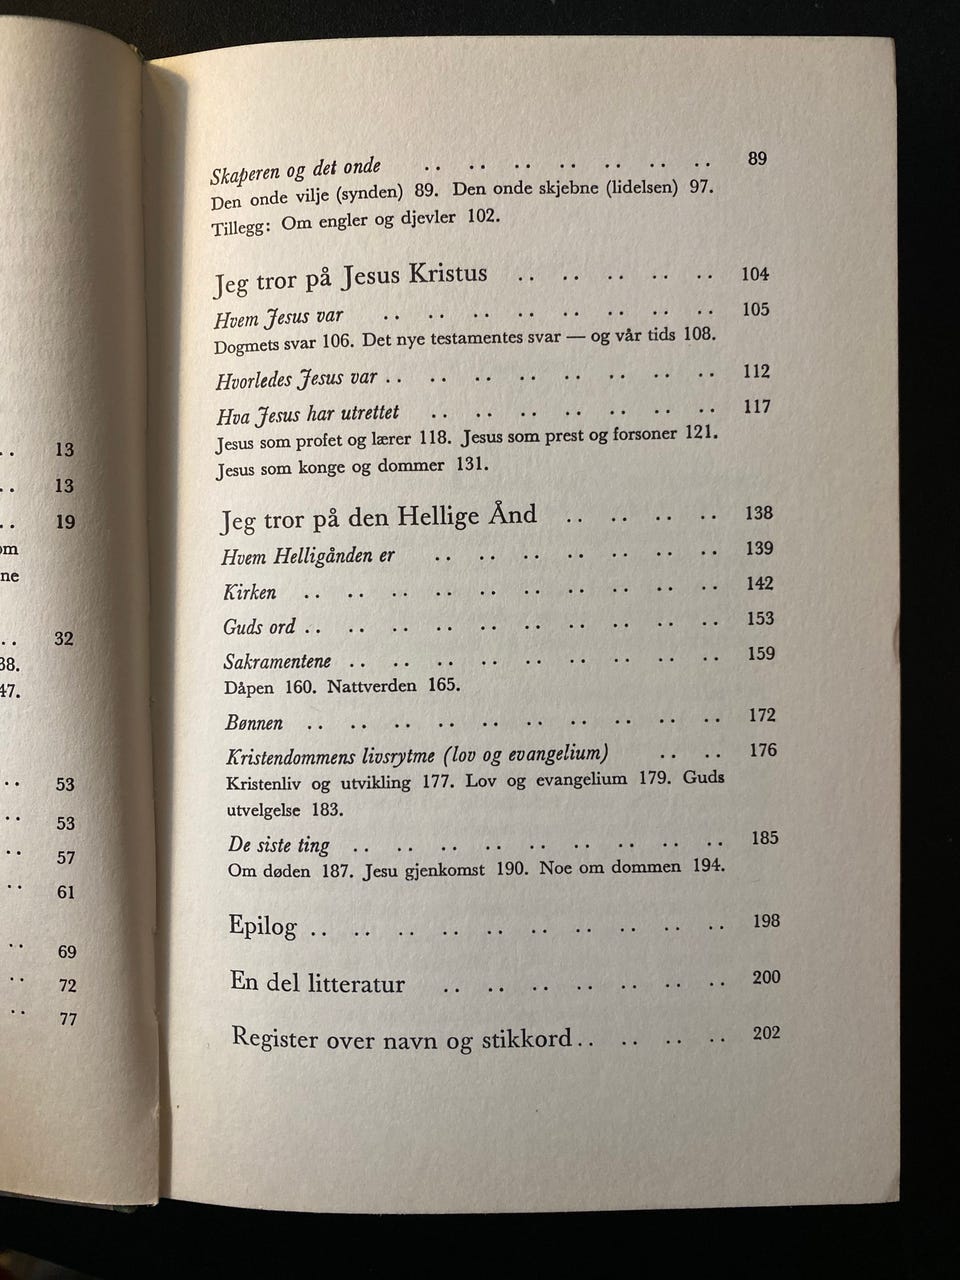 13
13
19
om
ne
32
38.
47.
53
53
57
61
69
72
77
Skaperen og det onde .. .. .. .. .. .. .. 89
Den onde vilje (synden) 89. Den onde skjebne (lidelsen) 97.
Tillegg: Om engler og djevler 102.
Jeg tror på Jesus Kristus .. .. .. .. .. 104
Hvem Jesus var .. .. .. .. .. .. .. .. 105
Dogmets svar 106. Det nye testamentes svar — og vår tids 108.
Hvorledes Jesus var .. .. .. .. .. .. .. .. 112
Hva Jesus har utrettet .. .. .. .. .. .. .. 117
Jesus som profet og lærer 118. Jesus som prest og forsoner 121.
Jesus som konge og dommer 131.
Jeg tror på den Hellige Ånd .. .. .. .. 138
Hvem Helligånden er .. .. .. .. .. .. .. 139
Kirken .. .. .. .. .. .. .. .. .. .. 142
Guds ord .. .. .. .. .. .. .. .. .. .. 153
Sakramentene .. .. .. .. .. .. .. .. .. 159
Dåpen 160. Nattverden 165.
Bønnen .. .. .. .. .. .. .. .. .. .. 172
Kristendommens livsrytme (lov og evangelium) .. .. 176
Kristenliv og utvikling 177. Lov og evangelium 179. Guds
utvelgelse 183.
De siste ting .. .. .. .. .. .. .. .. .. 185
Om døden 187. Jesu gjenkomst 190. Noe om dommen 194.
Epilog .. .. .. .. .. .. .. .. .. .. 198
En del litteratur .. .. .. .. .. .. .. 200
Register over navn og stikkord .. .. .. .. 202